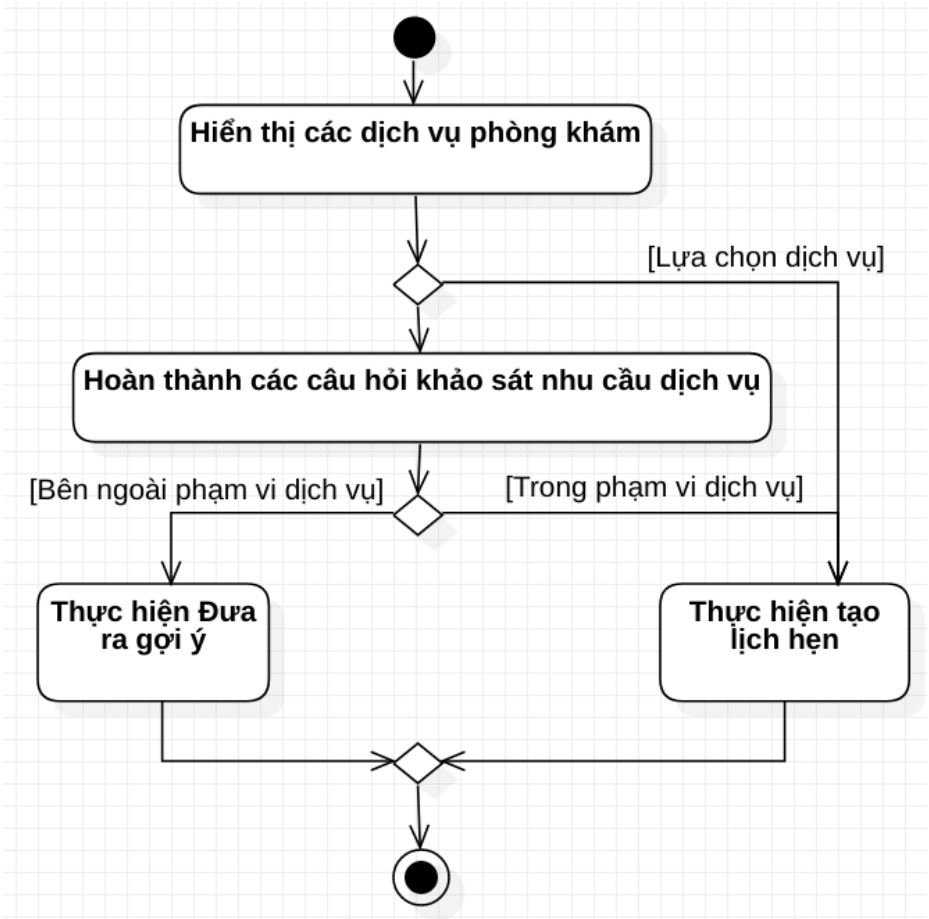 Hiển thị các dịch vụ phòng khám
[Lựa chọn dịch vụ]
Hoàn thành các câu hỏi khảo sát nhu cầu dịch vụ
[Bên ngoài phạm vi dịch vụ]
[Trong phạm vi dịch vụ]
Thực hiện Đưa
ra gợi ý
Thực hiện tạo
lịch hẹn